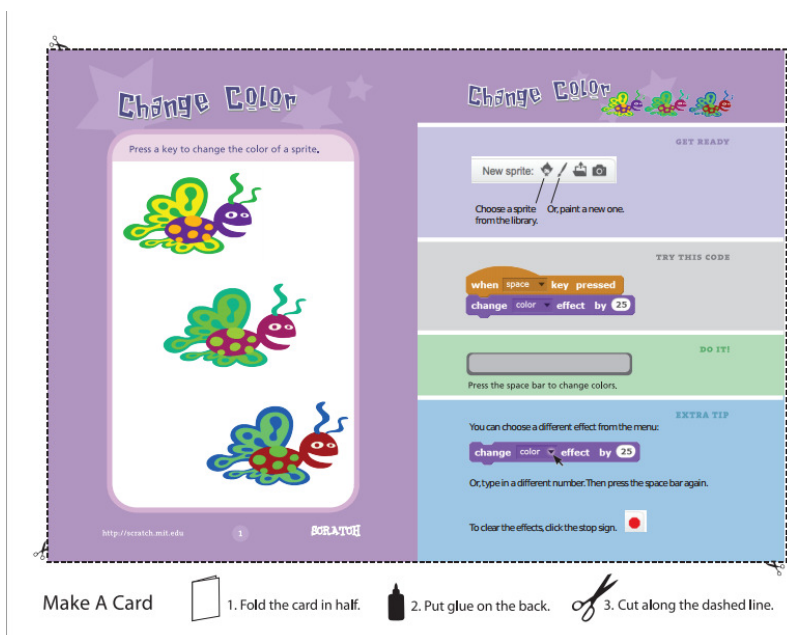 Change Color
Press a key to change the color of a sprite.
http://scratch.mit.edu
1
SCRATCH
Change Color
GET READY
New sprite:
Choose a sprite
from the library.
Or, paint a new one.
TRY THIS CODE
when space key pressed
change color effect by 25
DO IT!
Press the space bar to change colors.
EXTRA TIP
You can choose a different effect from the menu:
change color effect by 25
Or, type in a different number. Then press the space bar again.
To clear the effects, click the stop sign.
Make A Card
1. Fold the card in half.
2. Put glue on the back.
3. Cut along the dashed line.